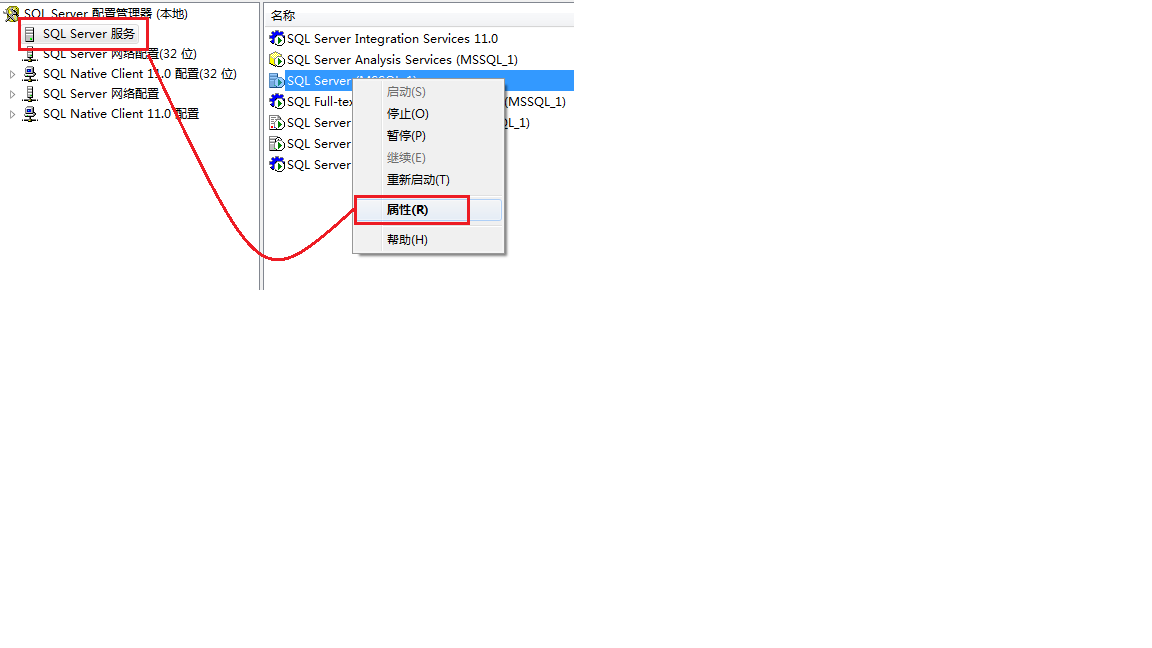 SQL Server 配置管理器 (本地)
SQL Server 服务
SQL Server 网络配置(32 位)
SQL Native Client 11.0 配置(32 位)
SQL Server 网络配置
SQL Native Client 11.0 配置
名称
SQL Server Integration Services 11.0
SQL Server Analysis Services (MSSQL_1)
SQL Server (MSSQL_1)
SQL Full-tex (MSSQL_1)
SQL Server QL_1)
SQL Server
SQL Server
启动(S)
停止(O)
暂停(P)
继续(E)
重新启动(T)
属性(R)
帮助(H)